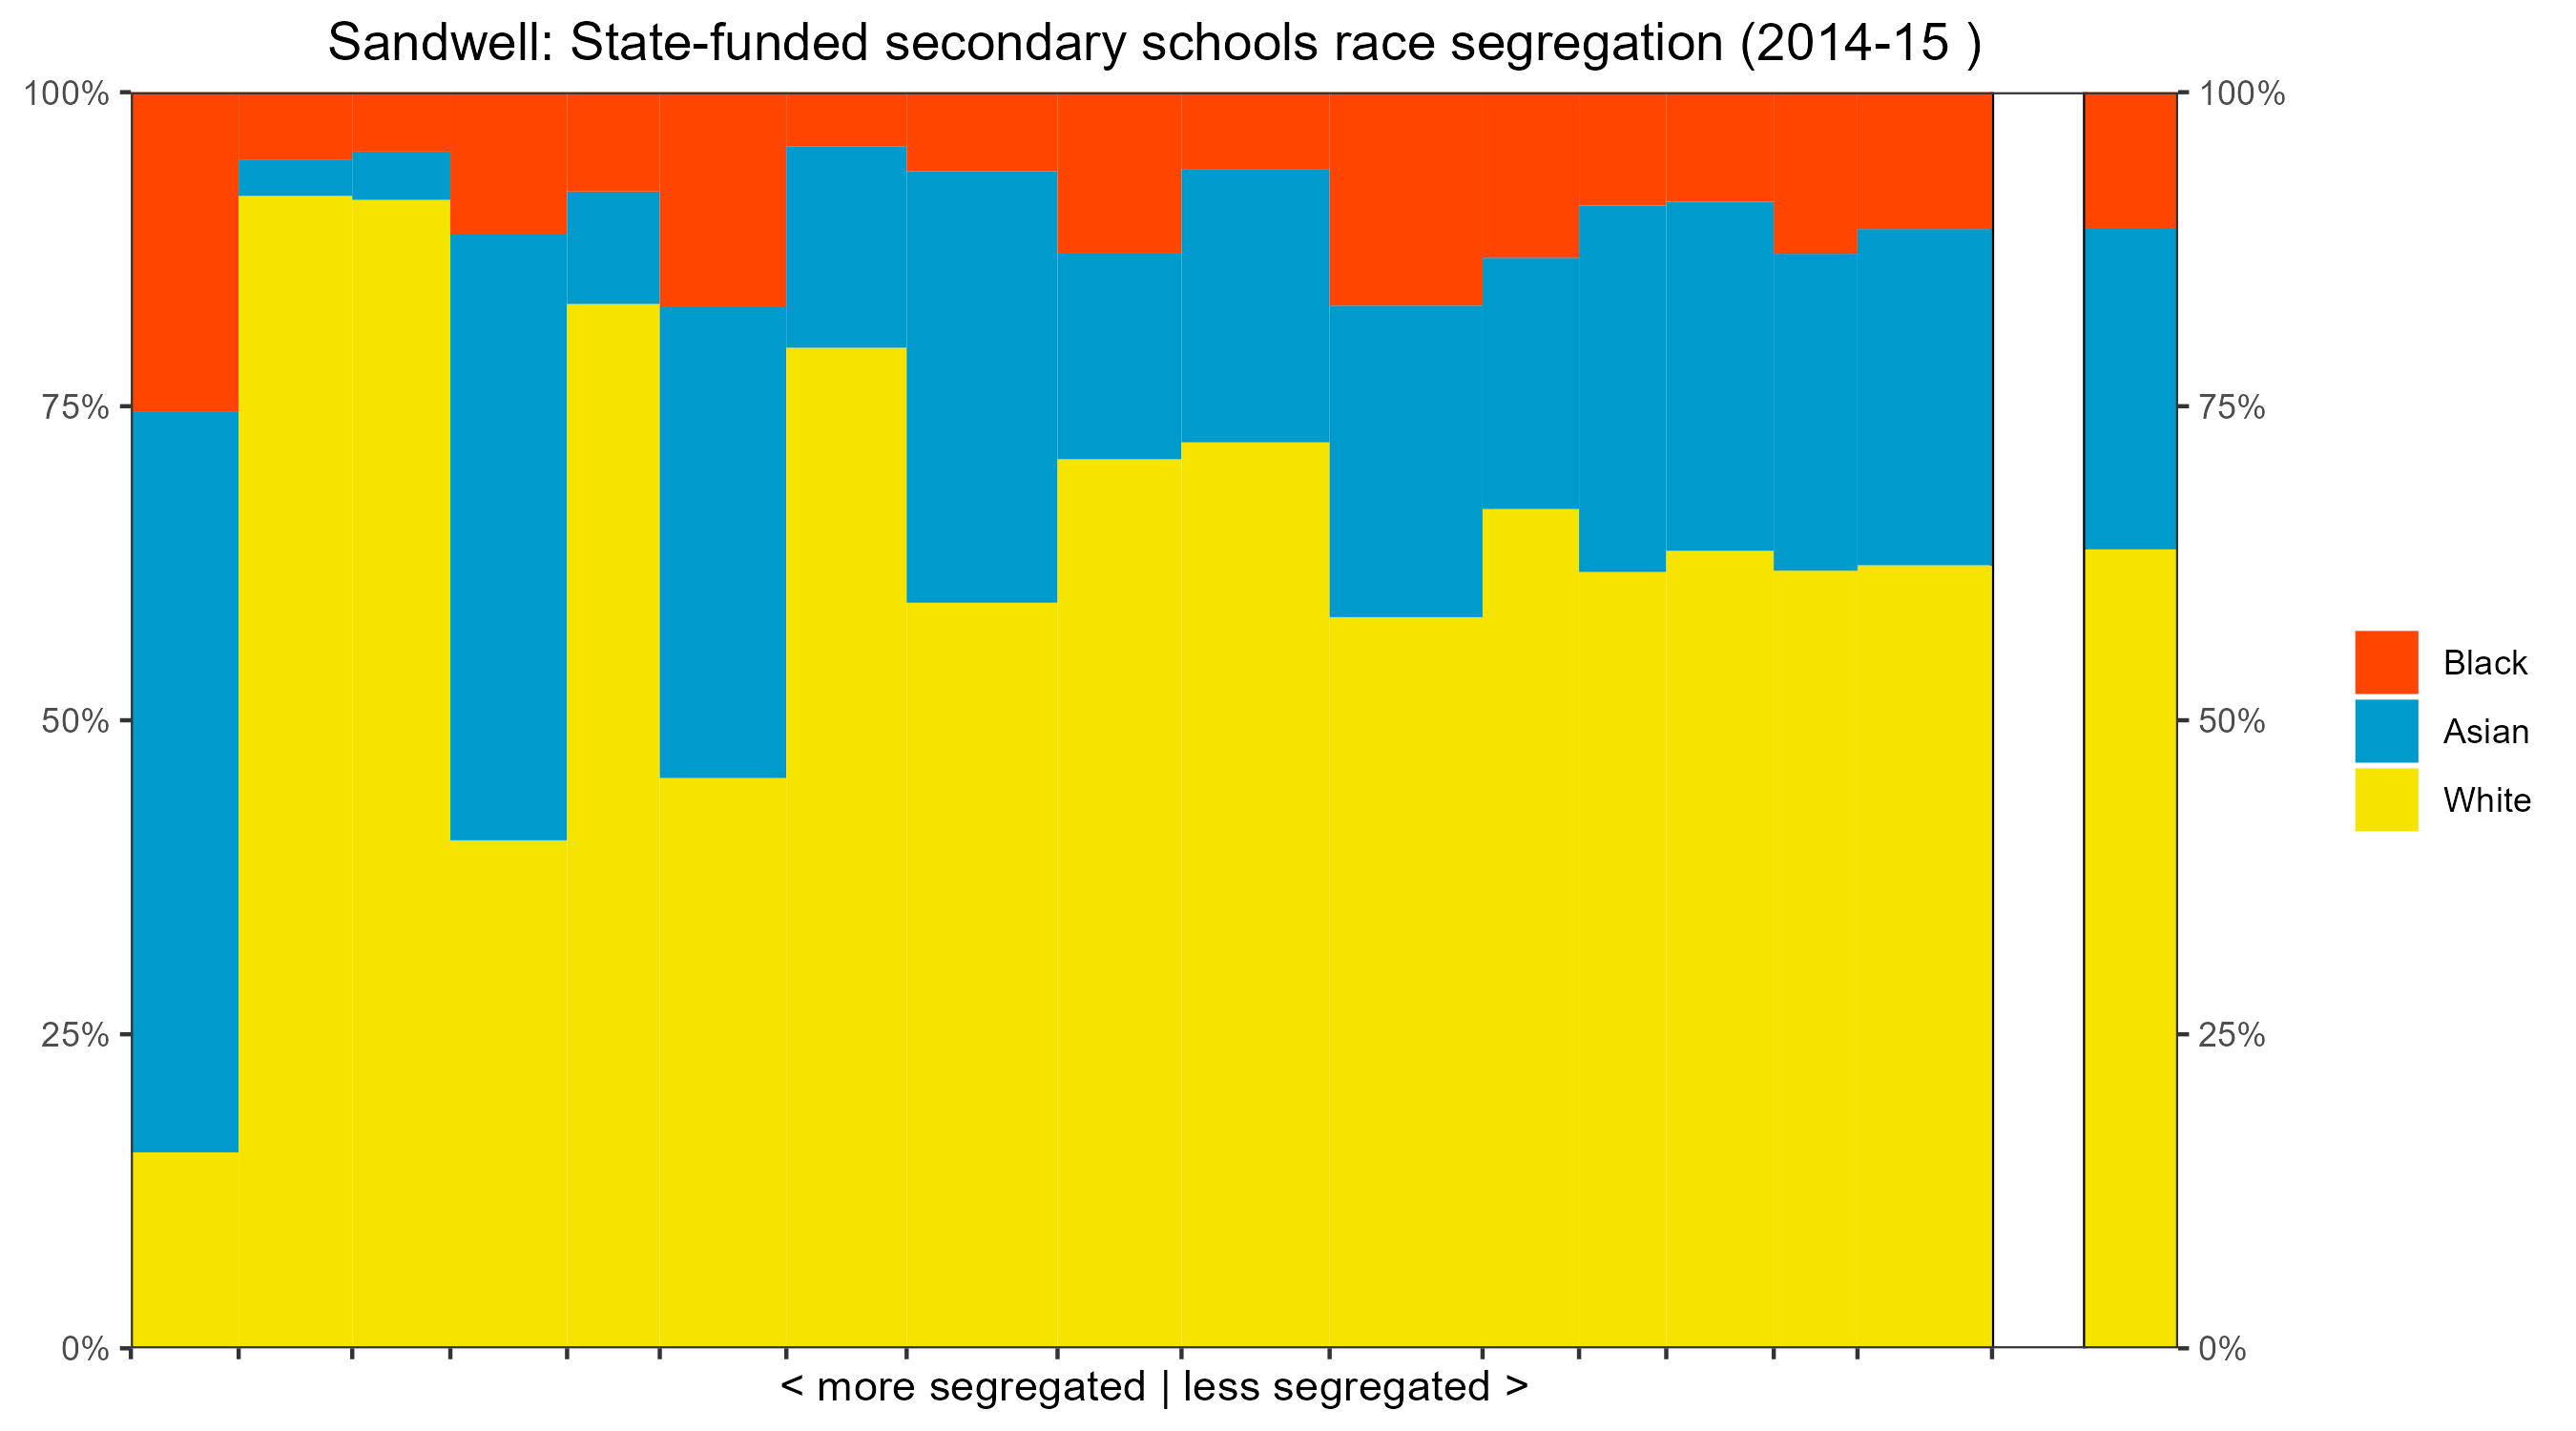 Sandwell: State-funded secondary schools race segregation (2014-15 )
100%
75%
50%
25%
0%
100%
75%
50%
25%
0%
Black
Asian
White
< more segregated | less segregated >